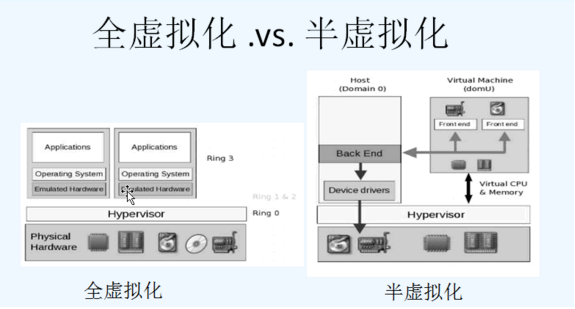 全虚拟化 .vs. 半虚拟化
Applications
Applications
Operating System
Operating System
Emulated Hardware
Emulated Hardware
Ring 3
Ring 1 & 2
Hypervisor
Ring 0
Physical
Hardware
全虚拟化
Host
(Domain 0)
Virtual Machine
(domU)
Front end
Front end
Back End
Device drivers
Virtual CPU
& Memory
Hypervisor
半虚拟化